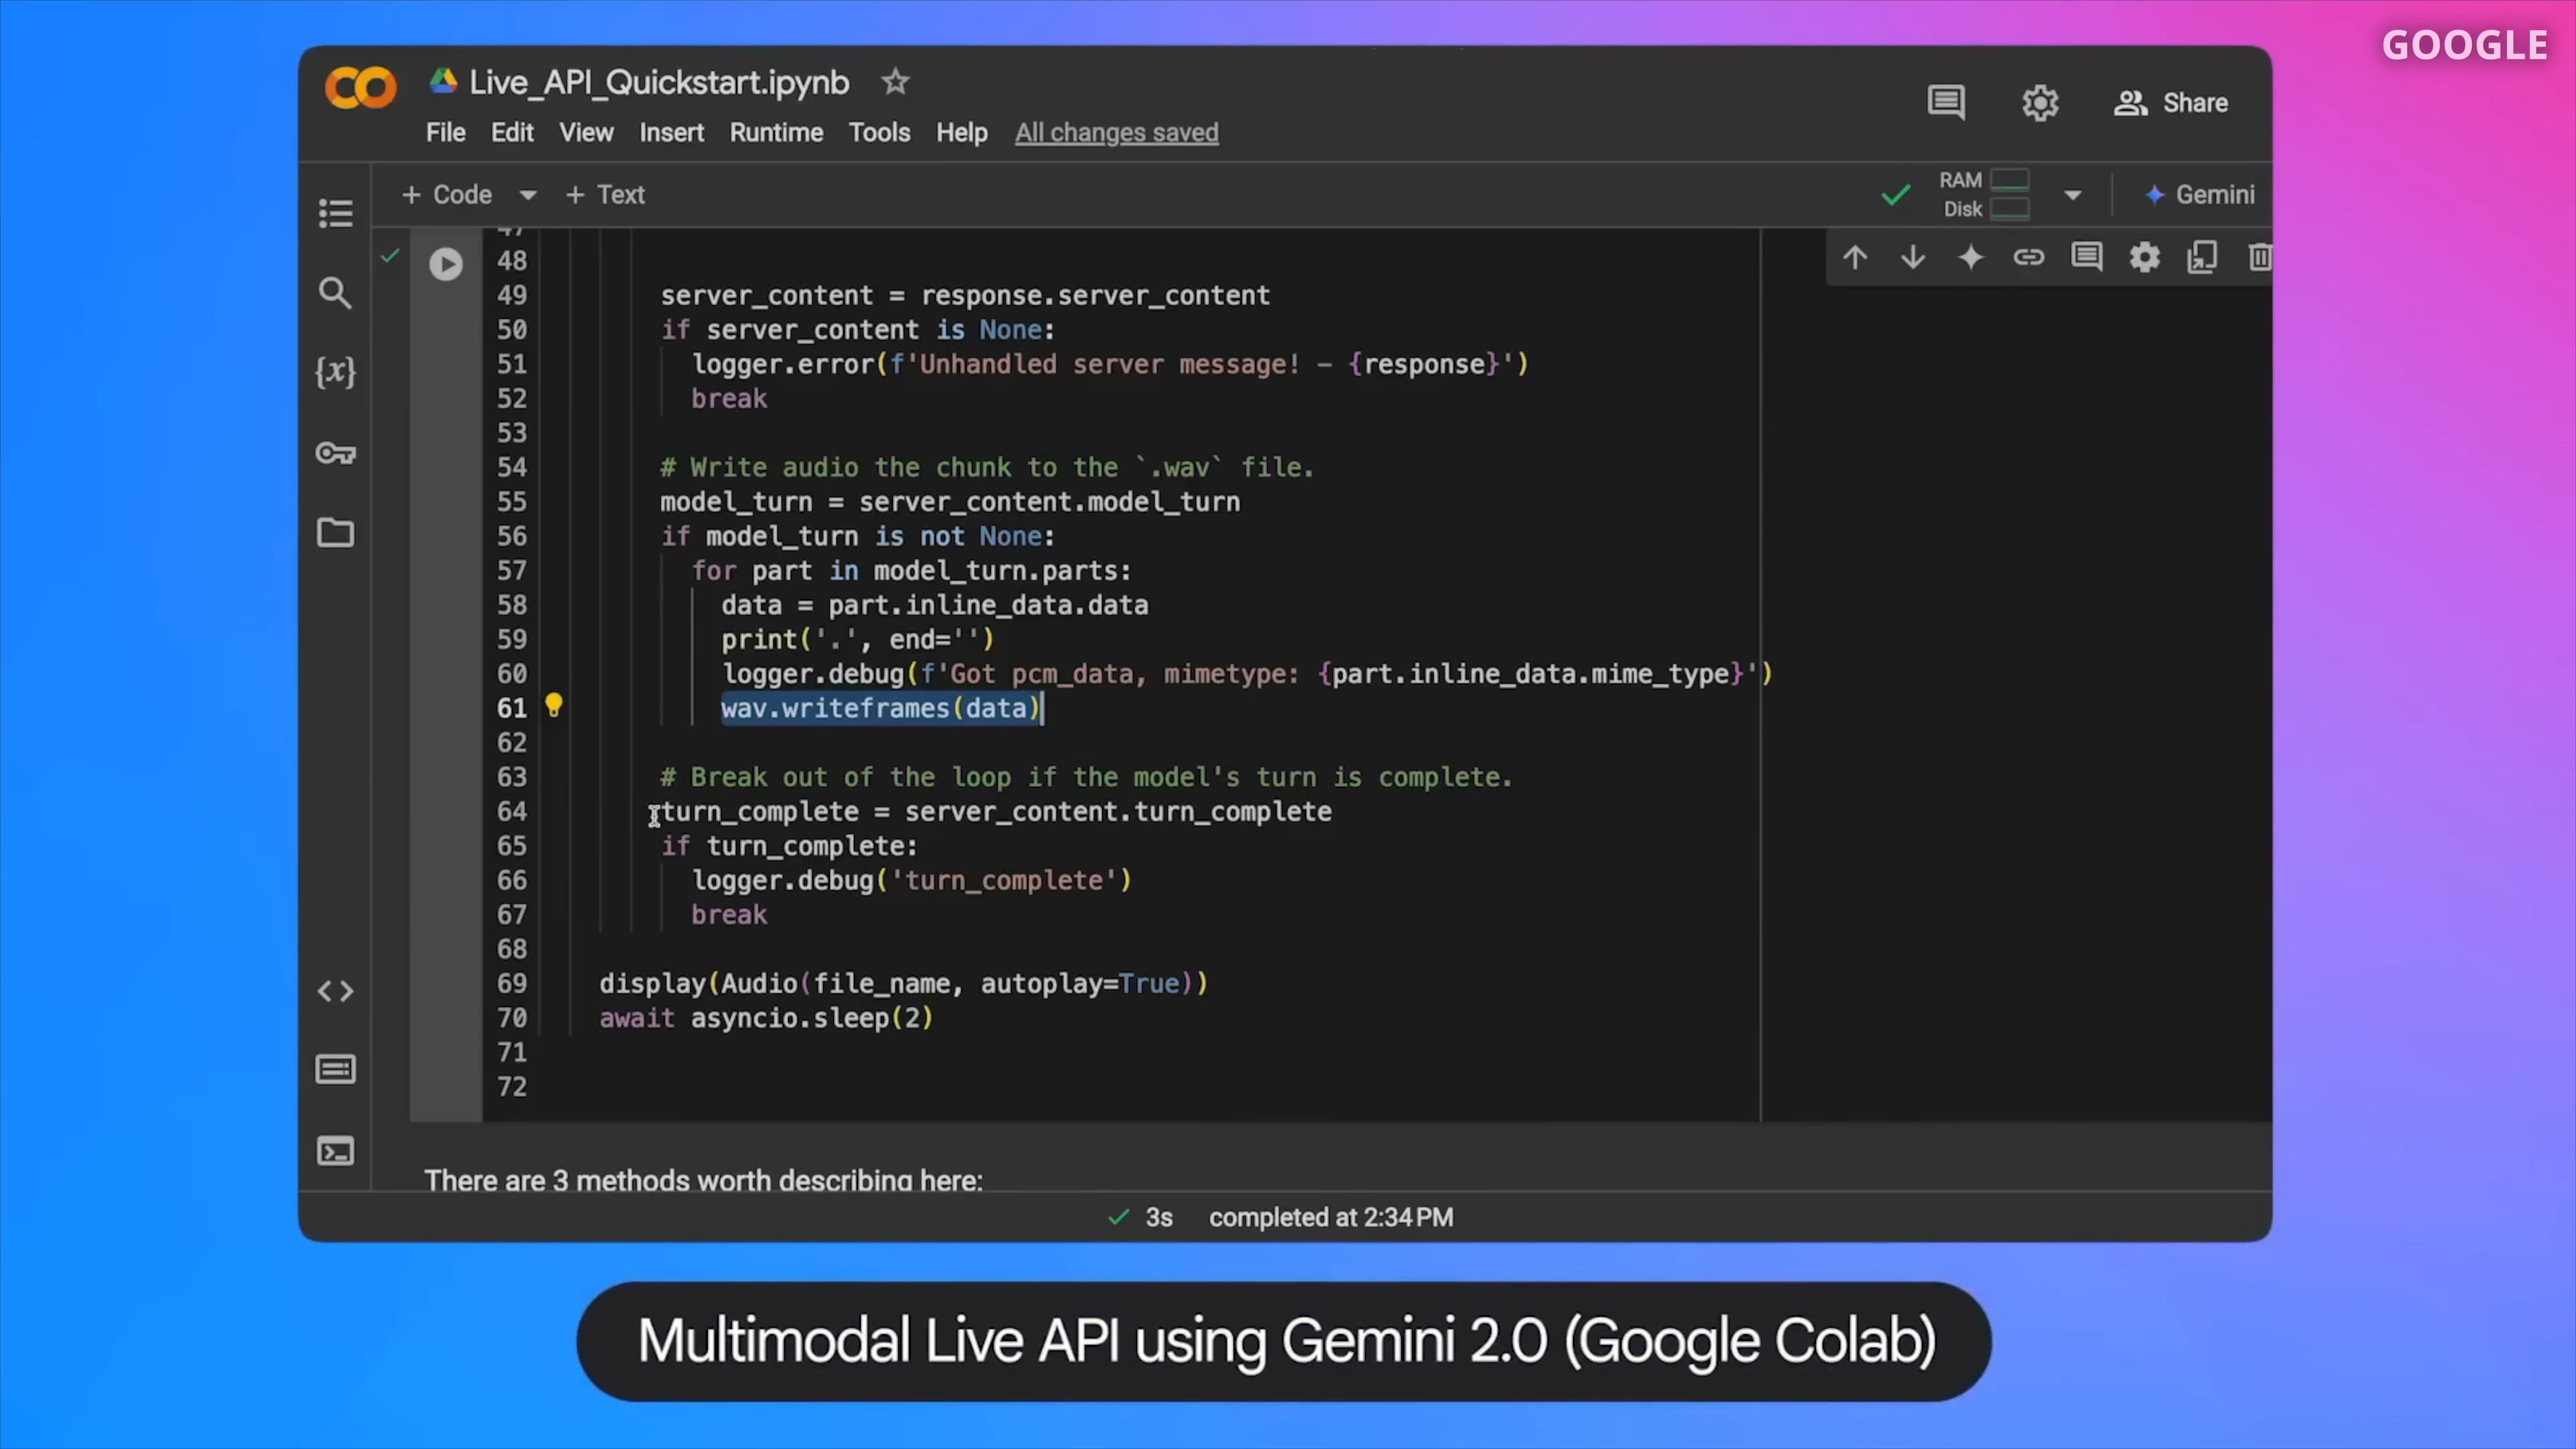 GOOGLE
Live_API_Quickstart.ipynb
File Edit View Insert Runtime Tools Help All changes saved
Share
+ Code + Text
RAM
Disk
Gemini
47
48
49 server_content = response.server_content
50 if server_content is None:
51 logger.error(f'Unhandled server message! - {response}')
52 break
53
54 # Write audio the chunk to the `.wav` file.
55 model_turn = server_content.model_turn
56 if model_turn is not None:
57 for part in model_turn.parts:
58 data = part.inline_data.data
59 print('.', end='')
60 logger.debug(f'Got pcm_data, mimetype: {part.inline_data.mime_type}')
61 wav.writeframes(data)
62
63 # Break out of the loop if the model's turn is complete.
64 turn_complete = server_content.turn_complete
65 if turn_complete:
66 logger.debug('turn_complete')
67 break
68
69 display(Audio(file_name, autoplay=True))
70 await asyncio.sleep(2)
71
72
There are 3 methods worth describing here:
3s completed at 2:34 PM
Multimodal Live API using Gemini 2.0 (Google Colab)